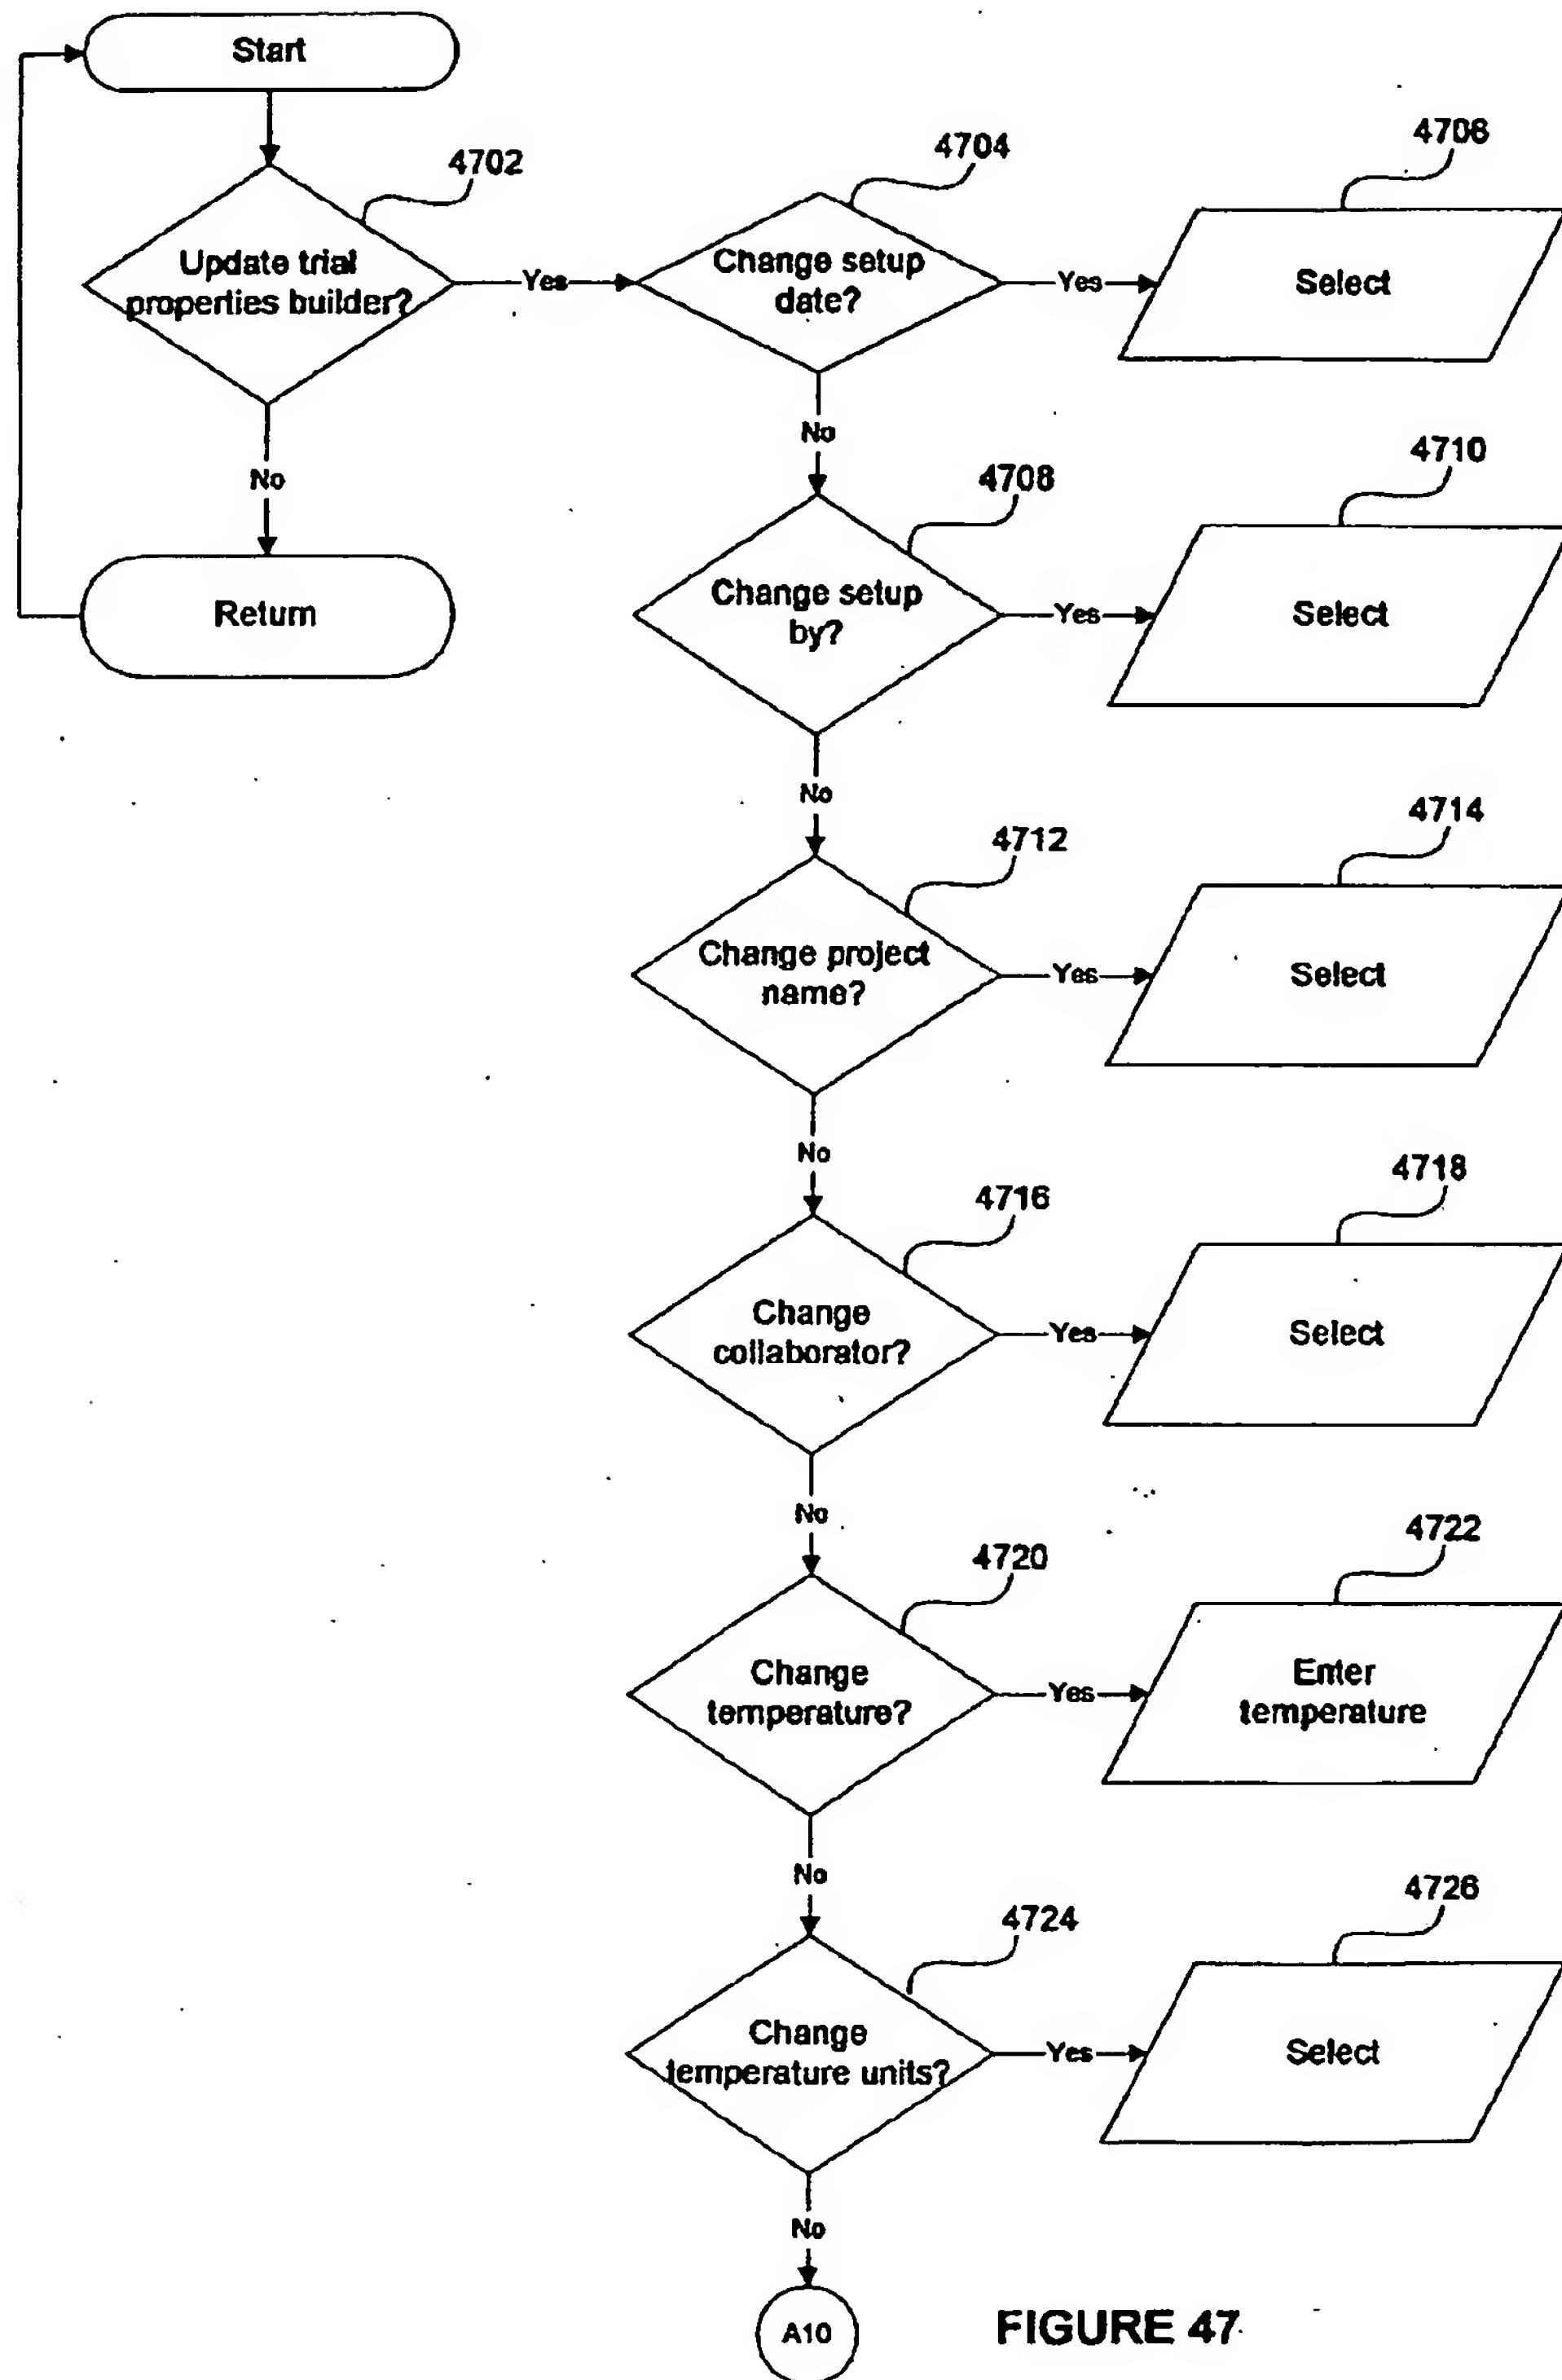 Start
4702
Update trial
properties builder?
Yes
No
Return
4704
Change setup
date?
Yes
4706
Select
No
4708
Change setup
by?
Yes
4710
Select
No
4712
Change project
name?
Yes
4714
Select
No
4716
Change
collaborator?
Yes
4718
Select
No
4720
Change
temperature?
Yes
4722
Enter
temperature
No
4724
Change
temperature units?
Yes
4726
Select
No
A10
FIGURE 47